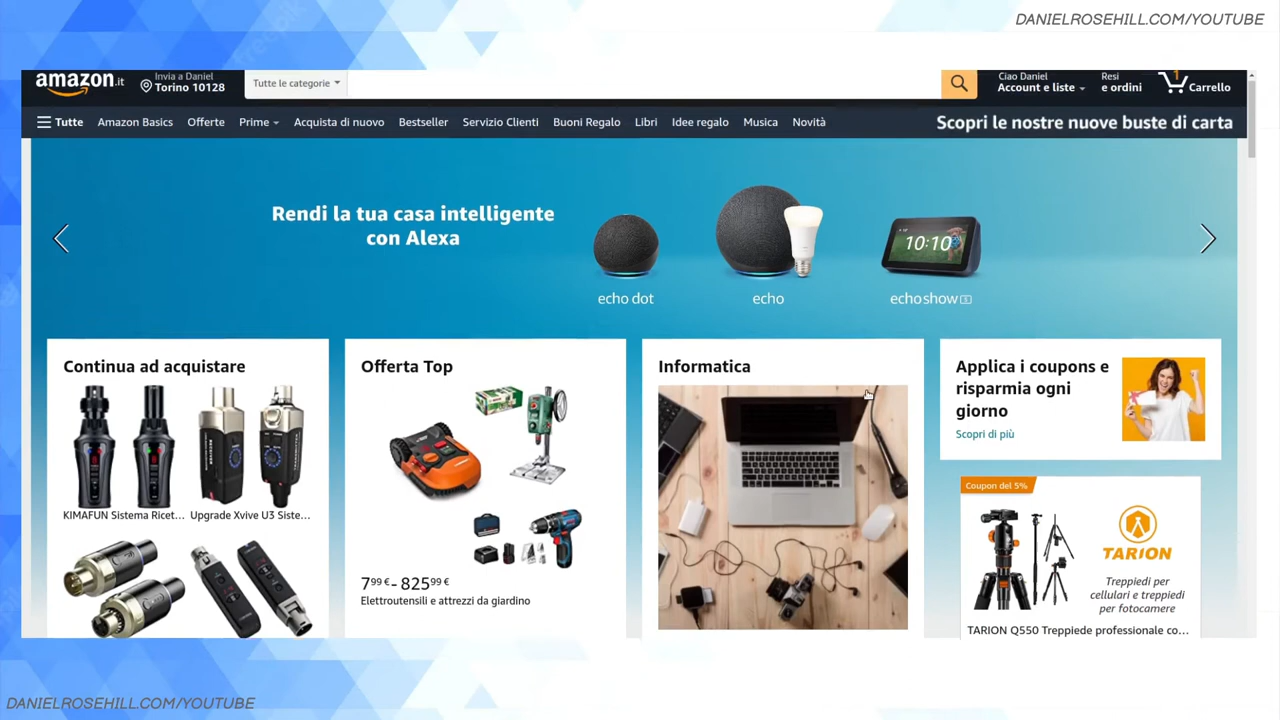 DANIELROSEHILL.COM/YOUTUBE
amazon.it
Invia a Daniel
Torino 10128
Tutte le categorie
Ciao Daniel
Account e liste
Resi
e ordini
1
Carrello
Tutte
Amazon Basics
Offerte
Prime
Acquista di nuovo
Bestseller
Servizio Clienti
Buoni Regalo
Libri
Idee regalo
Musica
Novità
Scopri le nostre nuove buste di carta
Rendi la tua casa intelligente
con Alexa
10:10
echo dot
echo
echo show 5
Continua ad acquistare
KIMAFUN Sistema Ricet...
Upgrade Xvive U3 Siste...
Offerta Top
799 € - 82599 €
Elettroutensili e attrezzi da giardino
Informatica
Applica i coupons e
risparmia ogni
giorno
Scopri di più
Coupon del 5%
TARION
Treppiedi per
cellulari e treppiedi
per fotocamere
TARION Q550 Treppiede professionale co...
DANIELROSEHILL.COM/YOUTUBE